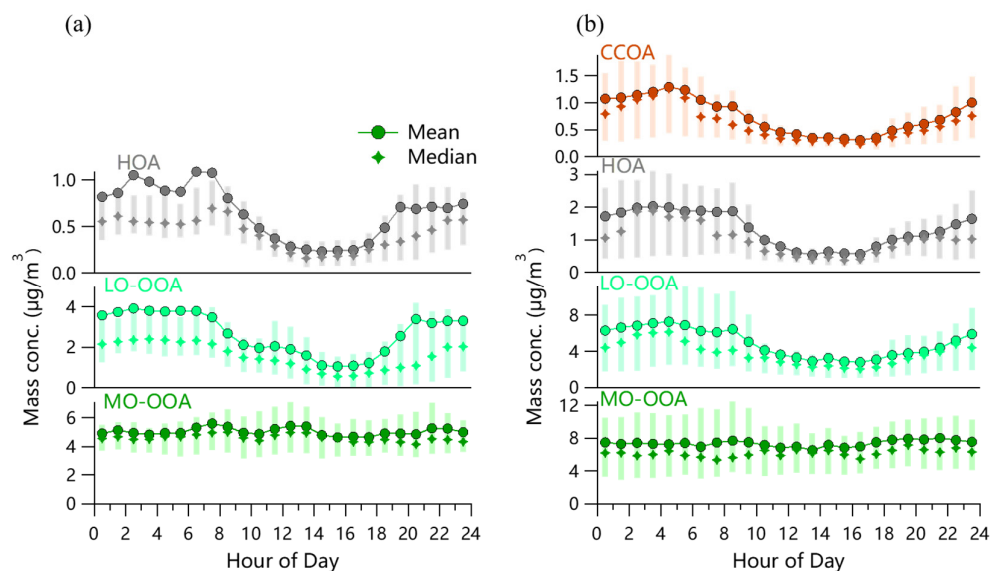 (a)
Mean
Median
HOA
1.0
0.5
0.0
LO-OOA
4
2
0
MO-OOA
6
4
2
0
Mass conc. (µg/m³)
0 2 4 6 8 10 12 14 16 18 20 22 24
Hour of Day
(b)
CCOA
1.5
1.0
0.5
0.0
HOA
3
2
1
0
LO-OOA
8
4
0
MO-OOA
12
8
4
0
Mass conc. (µg/m³)
0 2 4 6 8 10 12 14 16 18 20 22 24
Hour of Day